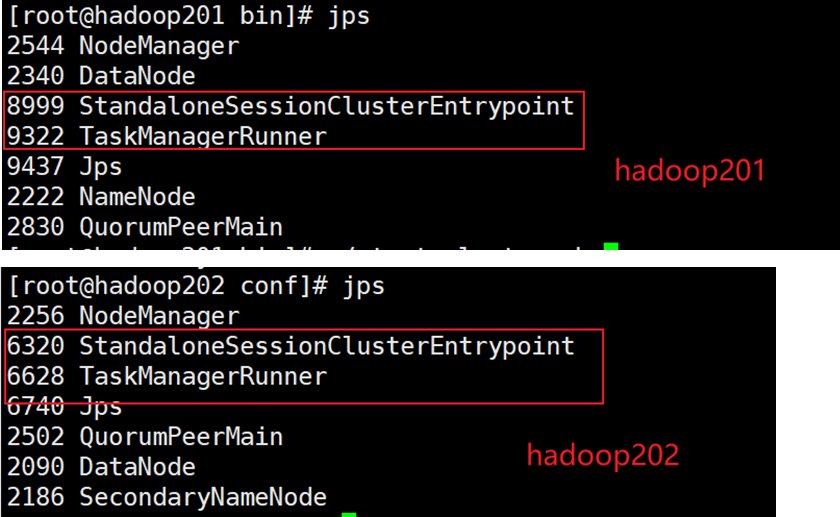 [root@hadoop201 bin]# jps
2544 NodeManager
2340 DataNode
8999 StandaloneSessionClusterEntrypoint
9322 TaskManagerRunner
9437 Jps
hadoop201
2222 NameNode
2830 QuorumPeerMain
[root@hadoop202 conf]# jps
2256 NodeManager
6320 StandaloneSessionClusterEntrypoint
6628 TaskManagerRunner
6740 Jps
2502 QuorumPeerMain
hadoop202
2090 DataNode
2186 SecondaryNameNode